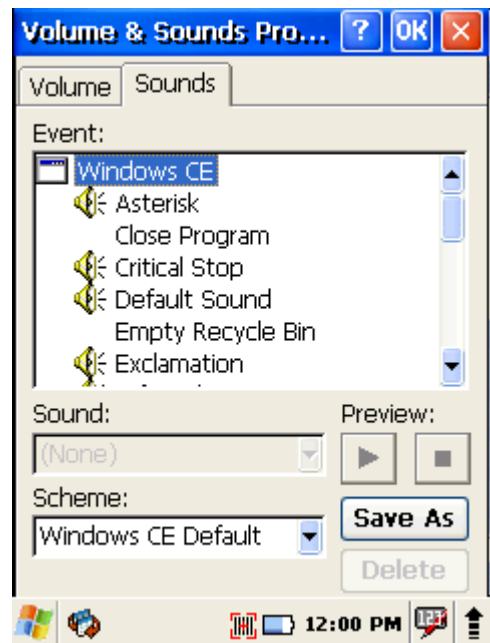 Volume & Sounds Pro... ? OK
Volume Sounds
Event:
Windows CE
Asterisk
Close Program
Critical Stop
Default Sound
Empty Recycle Bin
Exclamation
Sound: Preview:
(None)
Scheme:
Windows CE Default Save As
Delete
12:00 PM 123